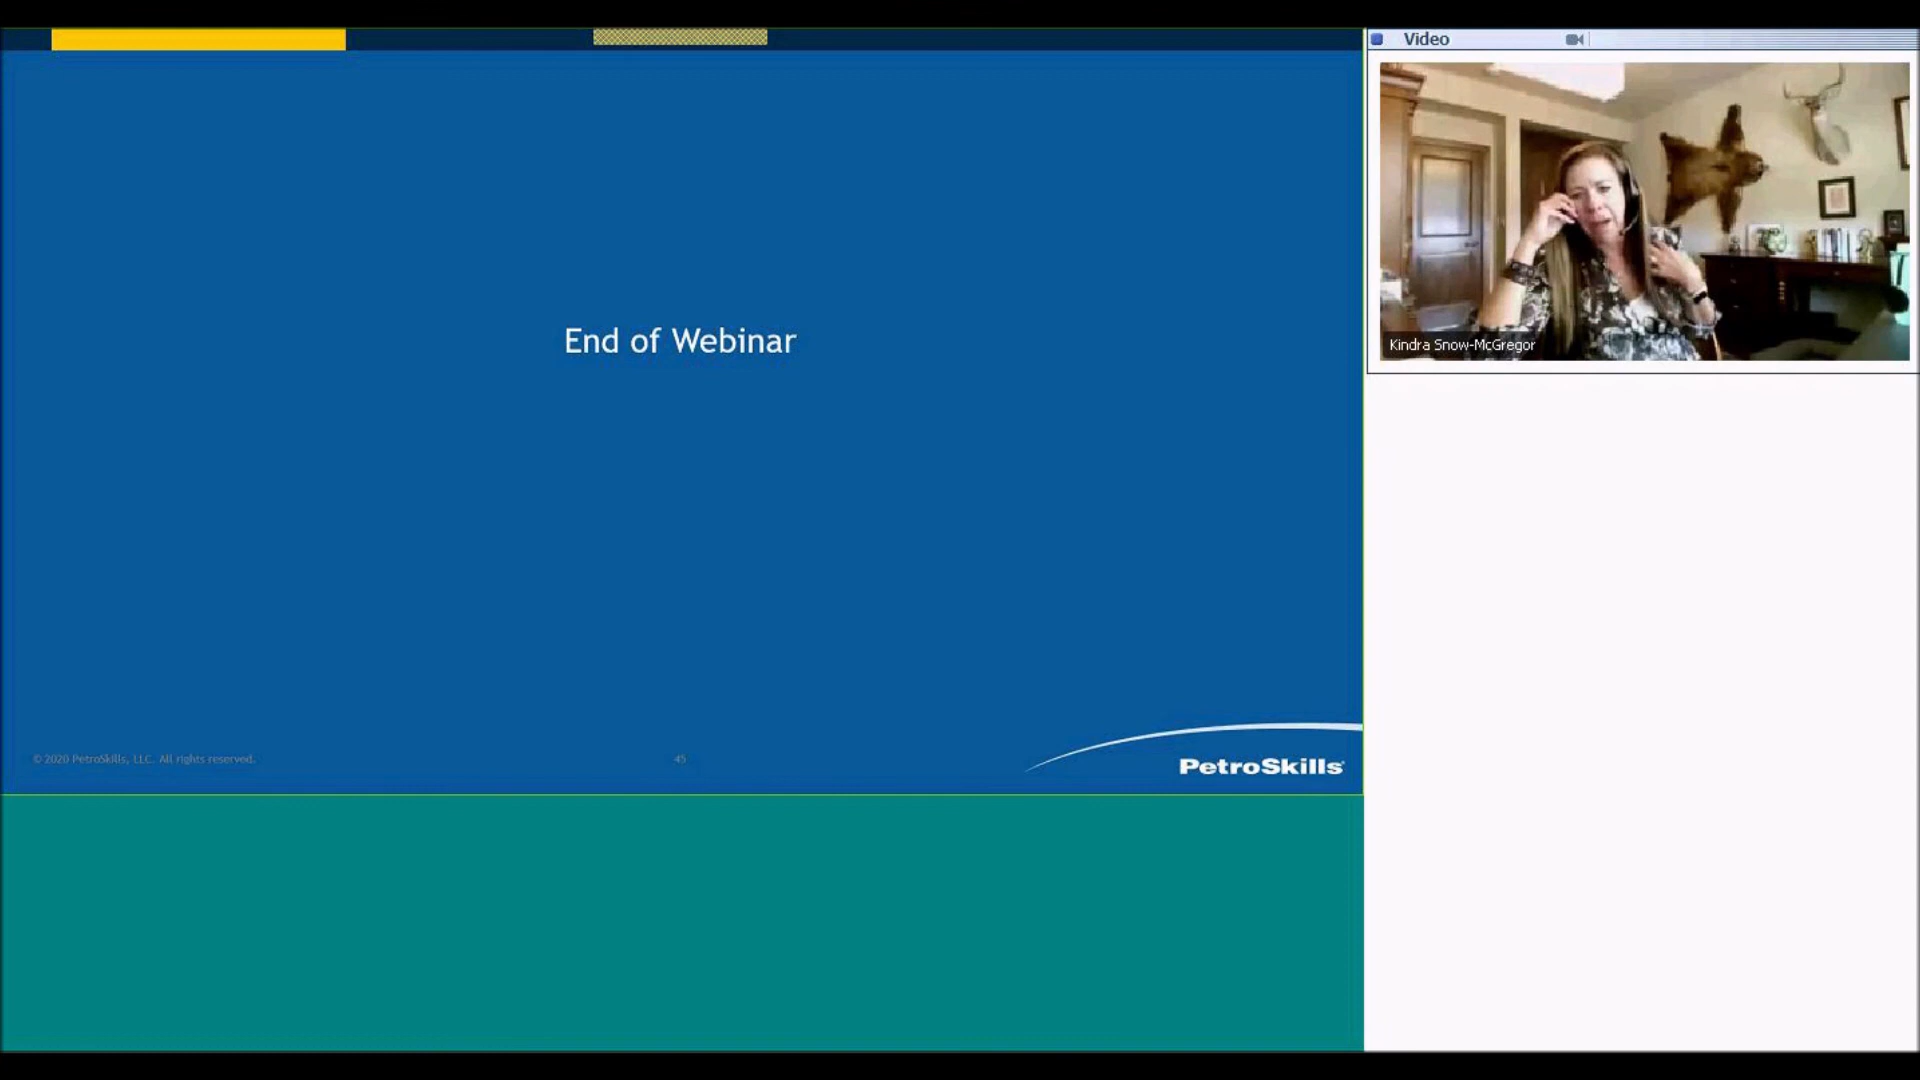 Video
Kindra Snow-McGregor
End of Webinar
© 2020 PetroSkills, LLC. All rights reserved.
45
PetroSkills